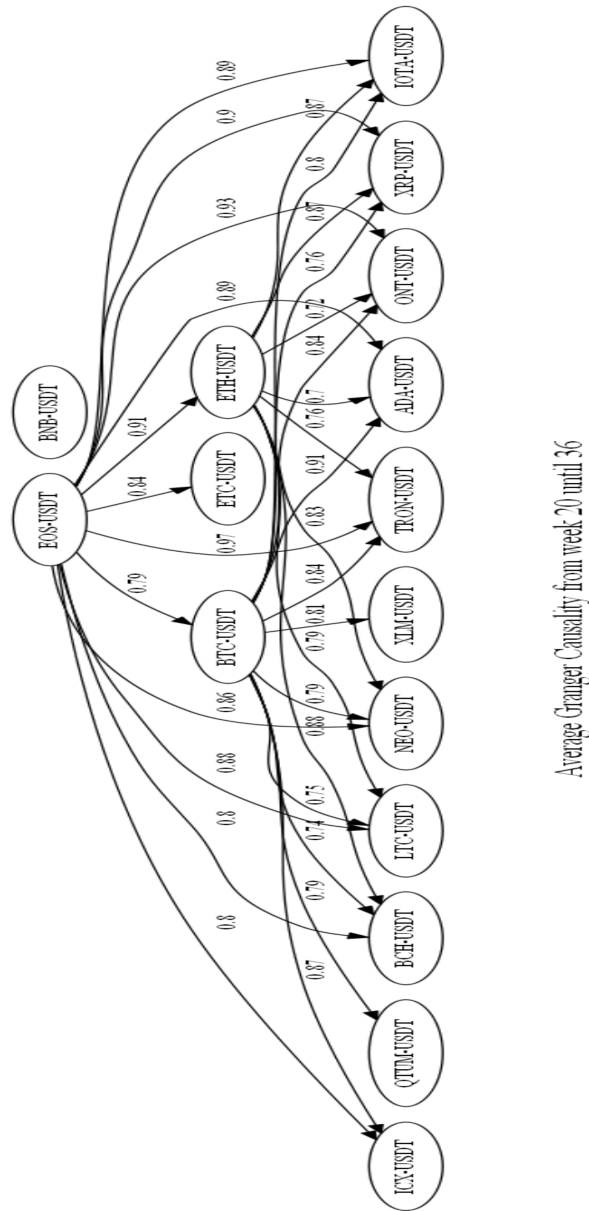 EOS-USDT
BNB-USDT
BTC-USDT
ETC-USDT
ETH-USDT
ICX-USDT
QTUM-USDT
BCH-USDT
LTC-USDT
NEO-USDT
XLM-USDT
TRON-USDT
ADA-USDT
ONT-USDT
XRP-USDT
IOTA-USDT
0.8
0.8
0.88
0.86
0.79
0.97
0.84
0.91
0.89
0.93
0.9
0.89
0.87
0.79
0.74
0.75
0.79
0.81
0.84
0.91
0.76
0.76
0.8
0.88
0.79
0.83
0.7
0.84
0.72
0.87
0.87
Average Granger Causality from week 20 until 36